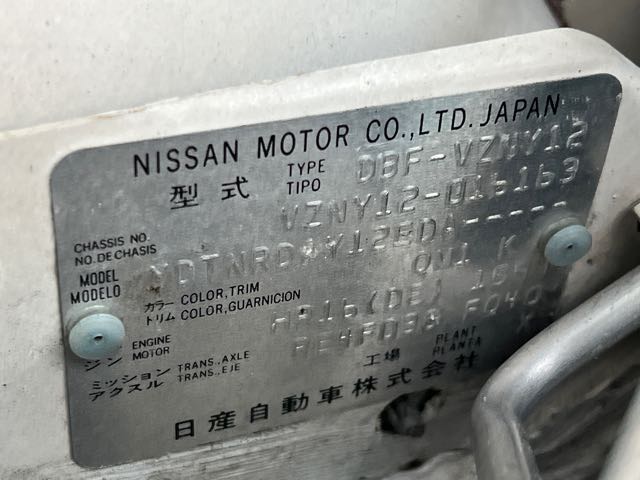 NISSAN MOTOR CO.,LTD. JAPAN
型式 TYPE TIPO DBF-VZNY12
CHASSIS NO. NO.DE CHASIS VZNY12-016163
MODEL MODELO
カラー トリム COLOR,TRIM COLOR,GUARNICION QN1 K
ENGINE MOTOR HR16(DE)
ミッション アクスル TRANS.,AXLE TRANS.,EJE RE4F03B FQ40
工場 PLANT PLANTA
日産自動車株式会社